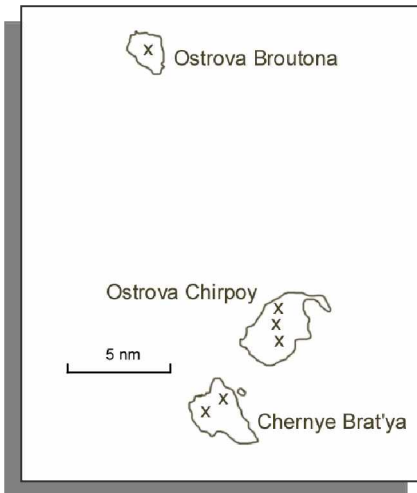 x
Ostrova Broutona
Ostrova Chirpoy
x
x
x
5 nm
x
x
Chernye Brat'ya